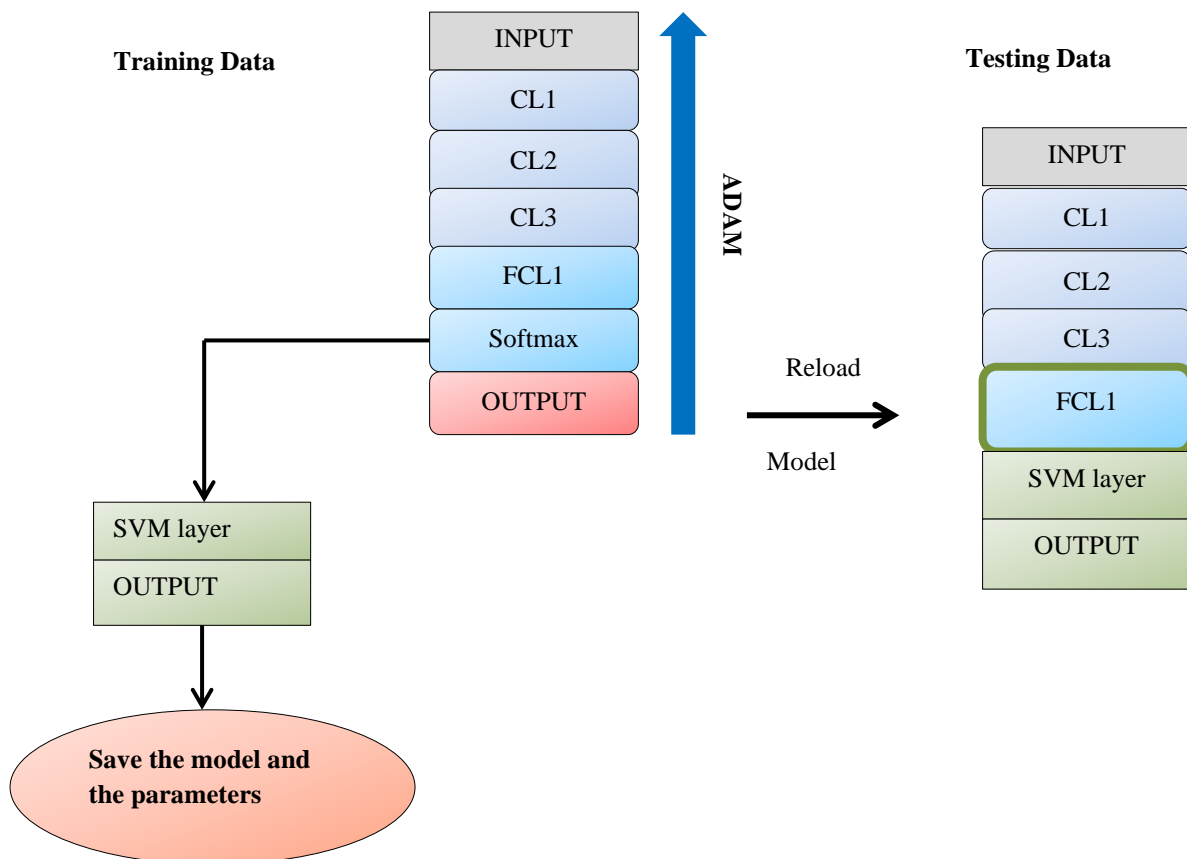 Training Data
INPUT
CL1
CL2
CL3
FCL1
Softmax
OUTPUT
ADAM
SVM layer
OUTPUT
Save the model and
the parameters
Reload
Model
Testing Data
INPUT
CL1
CL2
CL3
FCL1
SVM layer
OUTPUT